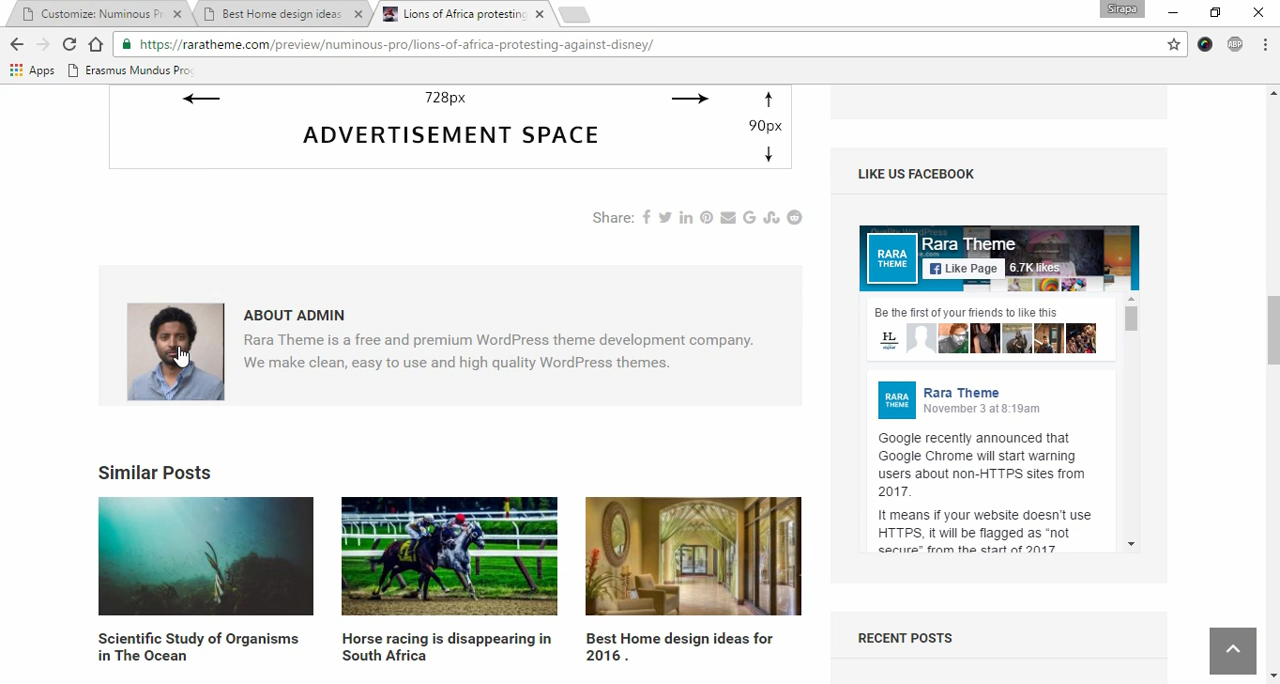 Customize: Numinous Pr
Best Home design ideas
Lions of Africa protesting
Sirapa
https://raratheme.com/preview/numinous-pro/lions-of-africa-protesting-against-disney/
ABP
Apps
Erasmus Mundus Prog
728px
90px
ADVERTISEMENT SPACE
Share:
ABOUT ADMIN
Rara Theme is a free and premium WordPress theme development company.
We make clean, easy to use and high quality WordPress themes.
Similar Posts
Scientific Study of Organisms
in The Ocean
Horse racing is disappearing in
South Africa
Best Home design ideas for
2016 .
LIKE US FACEBOOK
RARA
THEME
Rara Theme
Like Page
6.7K likes
Be the first of your friends to like this
HL
RARA
THEME
Rara Theme
November 3 at 8:19am
Google recently announced that
Google Chrome will start warning
users about non-HTTPS sites from
2017.
It means if your website doesn't use
HTTPS, it will be flagged as "not
secure" from the start of 2017
RECENT POSTS